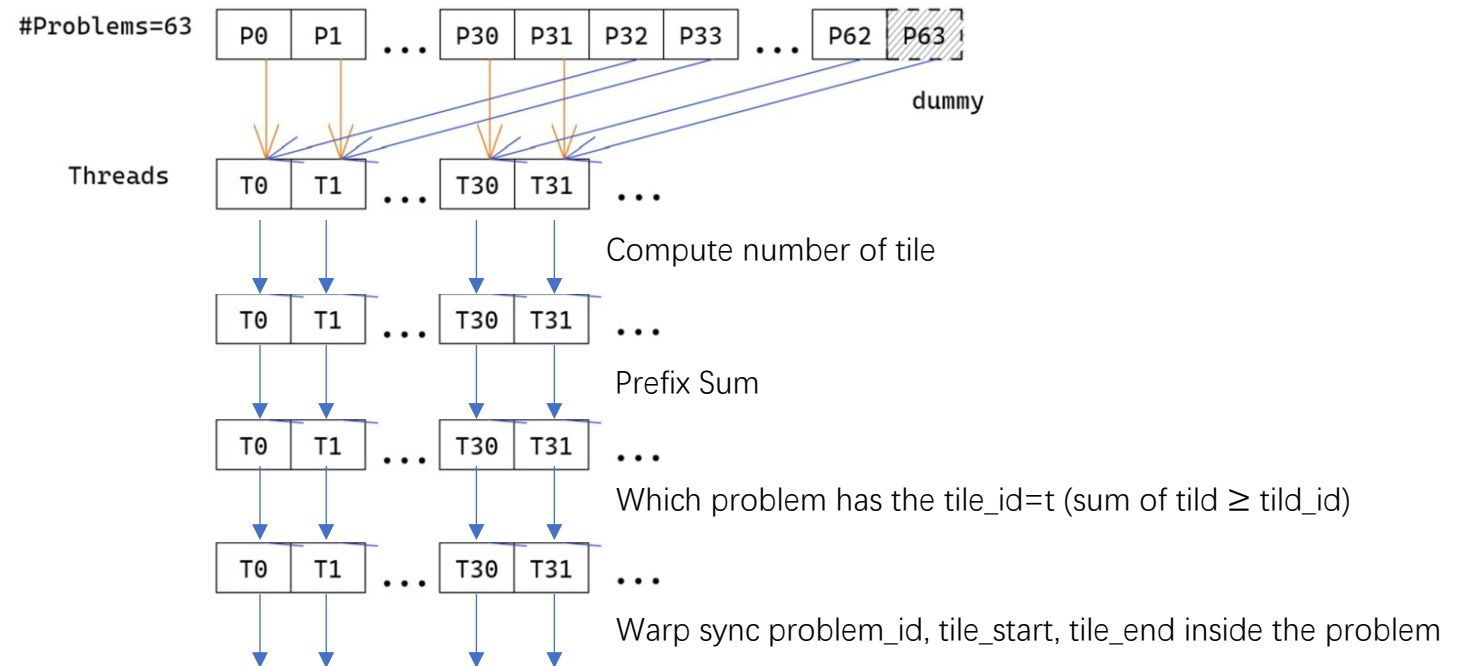 #Problems=63 P0 P1 ... P30 P31 P32 P33 ... P62 P63
dummy
Threads T0 T1 ... T30 T31 ...
Compute number of tile
T0 T1 ... T30 T31 ...
Prefix Sum
T0 T1 ... T30 T31 ...
Which problem has the tile_id=t (sum of tild ≥ tild_id)
T0 T1 ... T30 T31 ...
Warp sync problem_id, tile_start, tile_end inside the problem